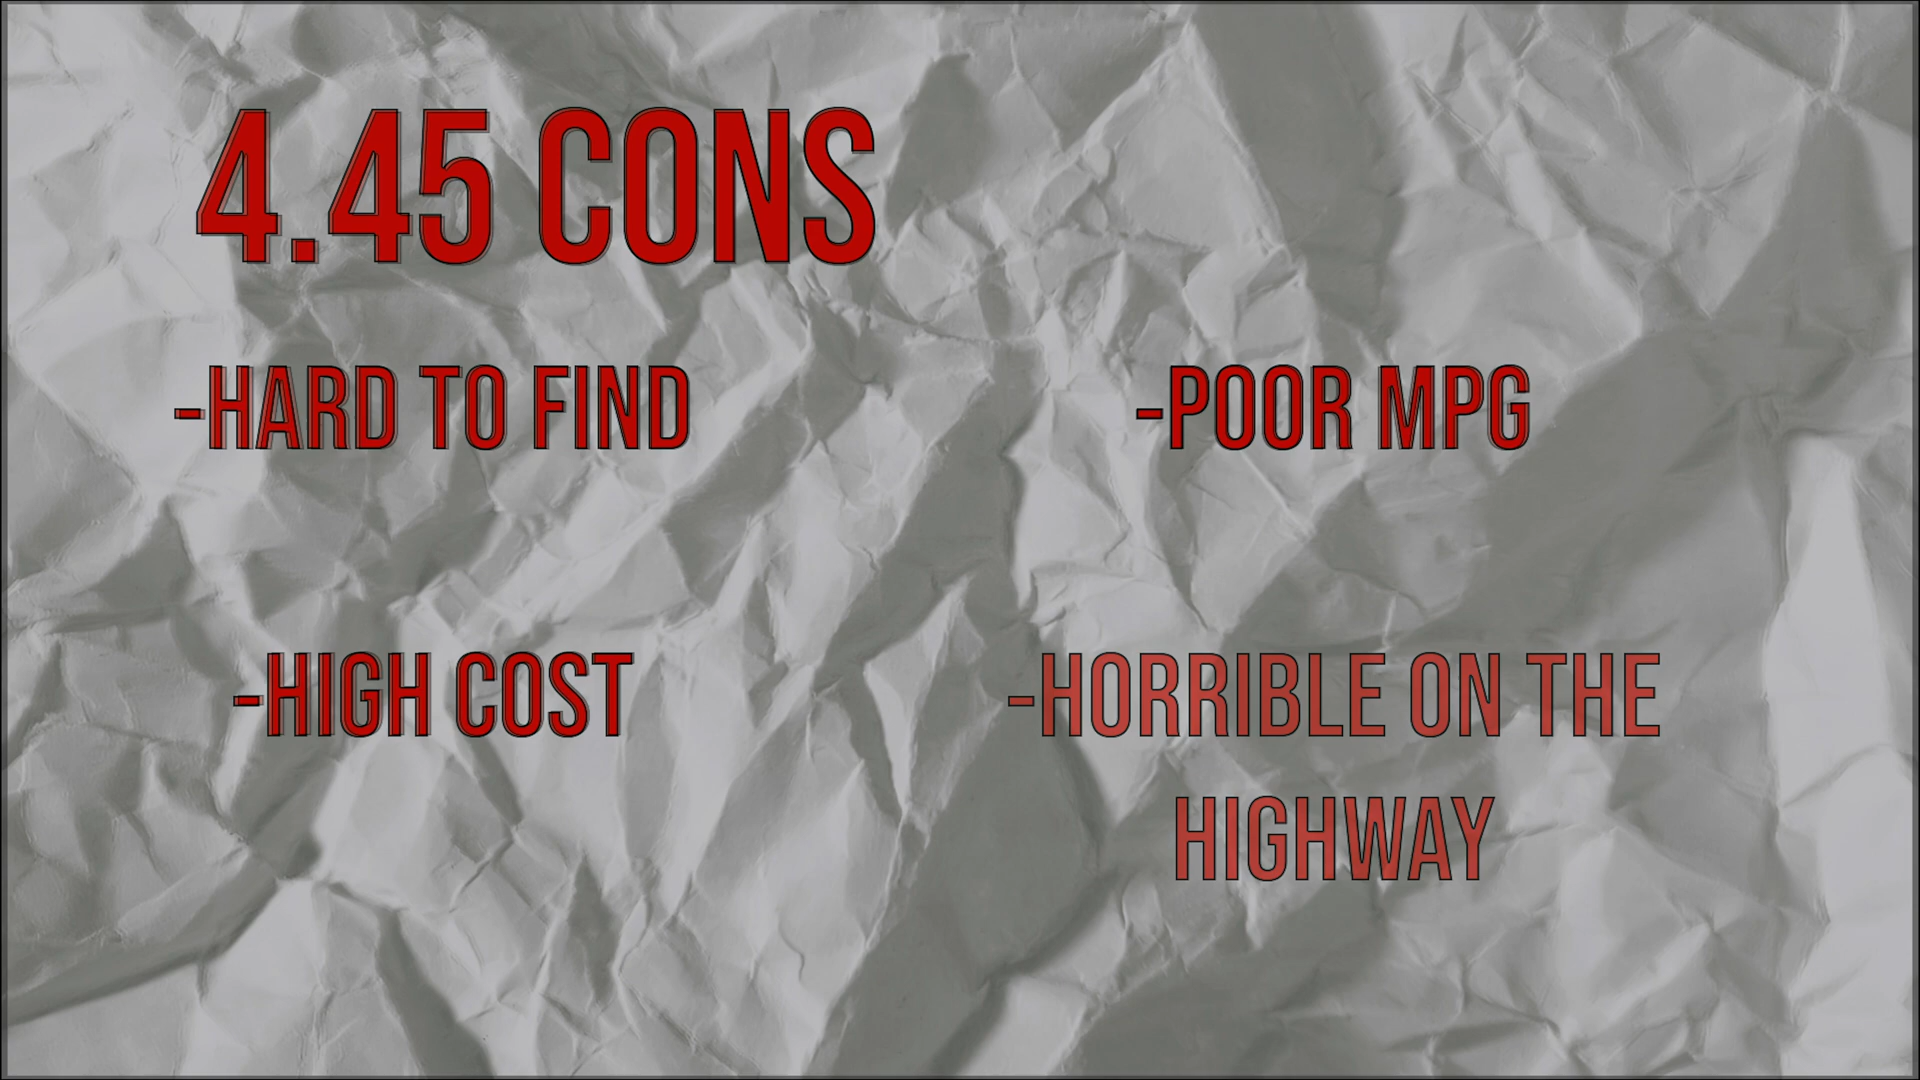 4.45 CONS
-HARD TO FIND
-HIGH COST
-POOR MPG
-HORRIBLE ON THE
HIGHWAY